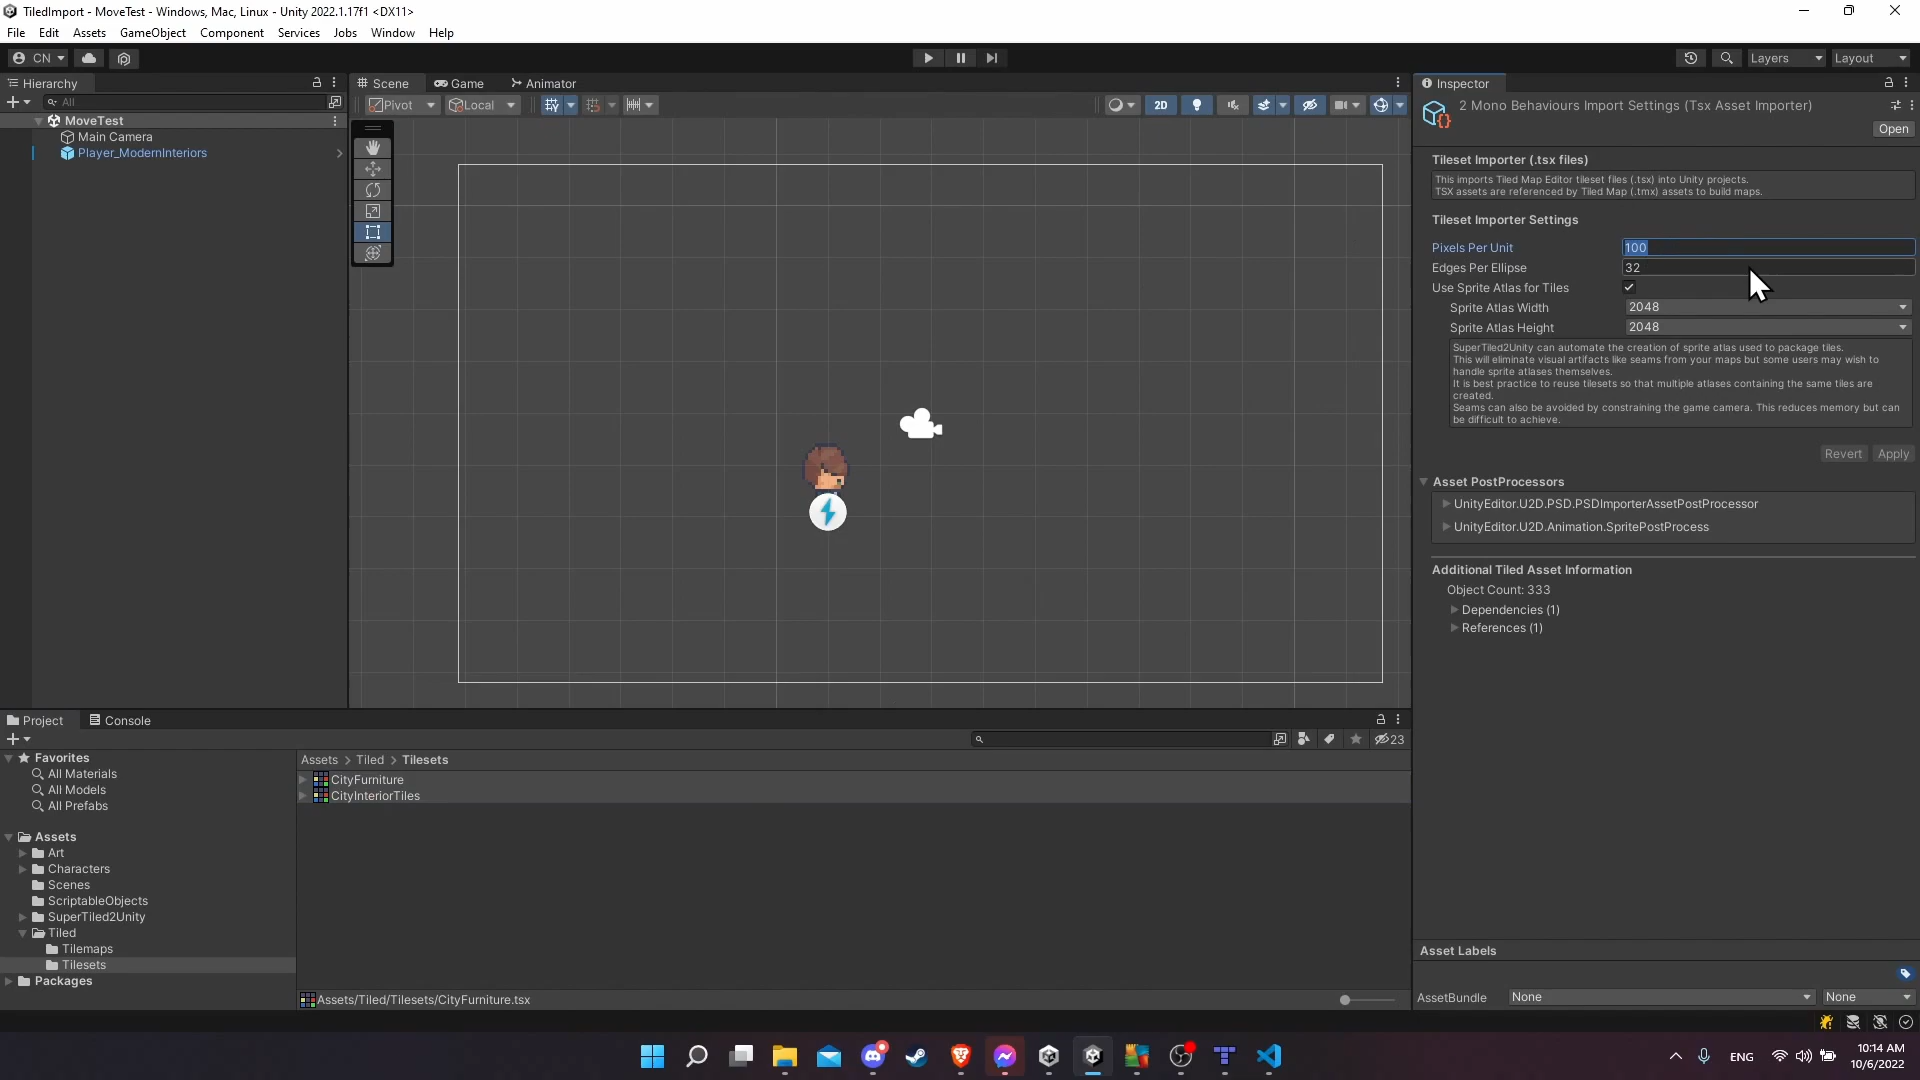 TiledImport - MoveTest - Windows, Mac, Linux - Unity 2022.1.17f1 <DX11>
File Edit Assets GameObject Component Services Jobs Window Help
CN Layers Layout
Hierarchy
All
MoveTest
Main Camera
Player_ModernInteriors
Scene Game Animator
Pivot Local 2D
Inspector
2 Mono Behaviours Import Settings (Tsx Asset Importer)
Open
Tileset Importer (.tsx files)
This imports Tiled Map Editor tileset files (.tsx) into Unity projects.
TSX assets are referenced by Tiled Map (.tmx) assets to build maps.
Tileset Importer Settings
Pixels Per Unit 100
Edges Per Ellipse 32
Use Sprite Atlas for Tiles
Sprite Atlas Width 2048
Sprite Atlas Height 2048
SuperTiled2Unity can automate the creation of sprite atlas used to package tiles.
This will eliminate visual artifacts like seams from your maps but some users may wish to
handle sprite atlases themselves.
It is best practice to reuse tilesets so that multiple atlases containing the same tiles are
created.
Seams can also be avoided by constraining the game camera. This reduces memory but can
be difficult to achieve.
Revert Apply
Asset PostProcessors
UnityEditor.U2D.PSD.PSDImporterAssetPostProcessor
UnityEditor.U2D.Animation.SpritePostProcess
Additional Tiled Asset Information
Object Count: 333
Dependencies (1)
References (1)
Asset Labels
AssetBundle None None
Project Console
23
Favorites
All Materials
All Models
All Prefabs
Assets
Art
Characters
Scenes
ScriptableObjects
SuperTiled2Unity
Tiled
Tilemaps
Tilesets
Packages
Assets > Tiled > Tilesets
CityFurniture
CityInteriorTiles
Assets/Tiled/Tilesets/CityFurniture.tsx
ENG
10:14 AM
10/6/2022